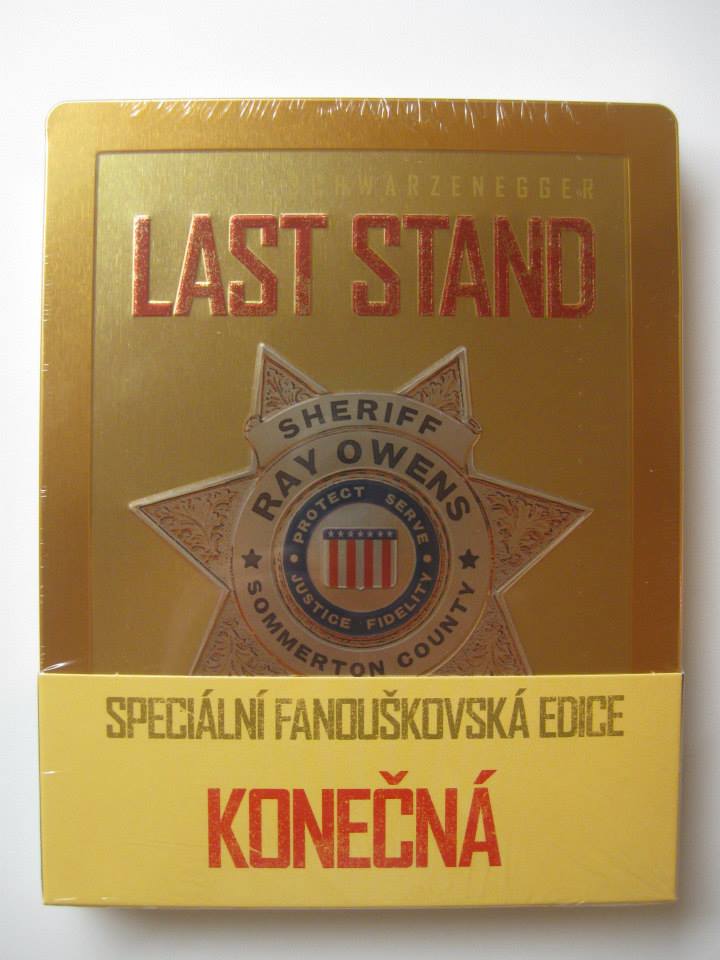 SCHWARZENEGGER
LAST STAND
SHERIFF
RAY OWENS
PROTECT SERVE
JUSTICE FIDELITY
SOMMERTON COUNTY
SPECIÁLNÍ FANOUŠKOVSKÁ EDICE
KONEČNÁ